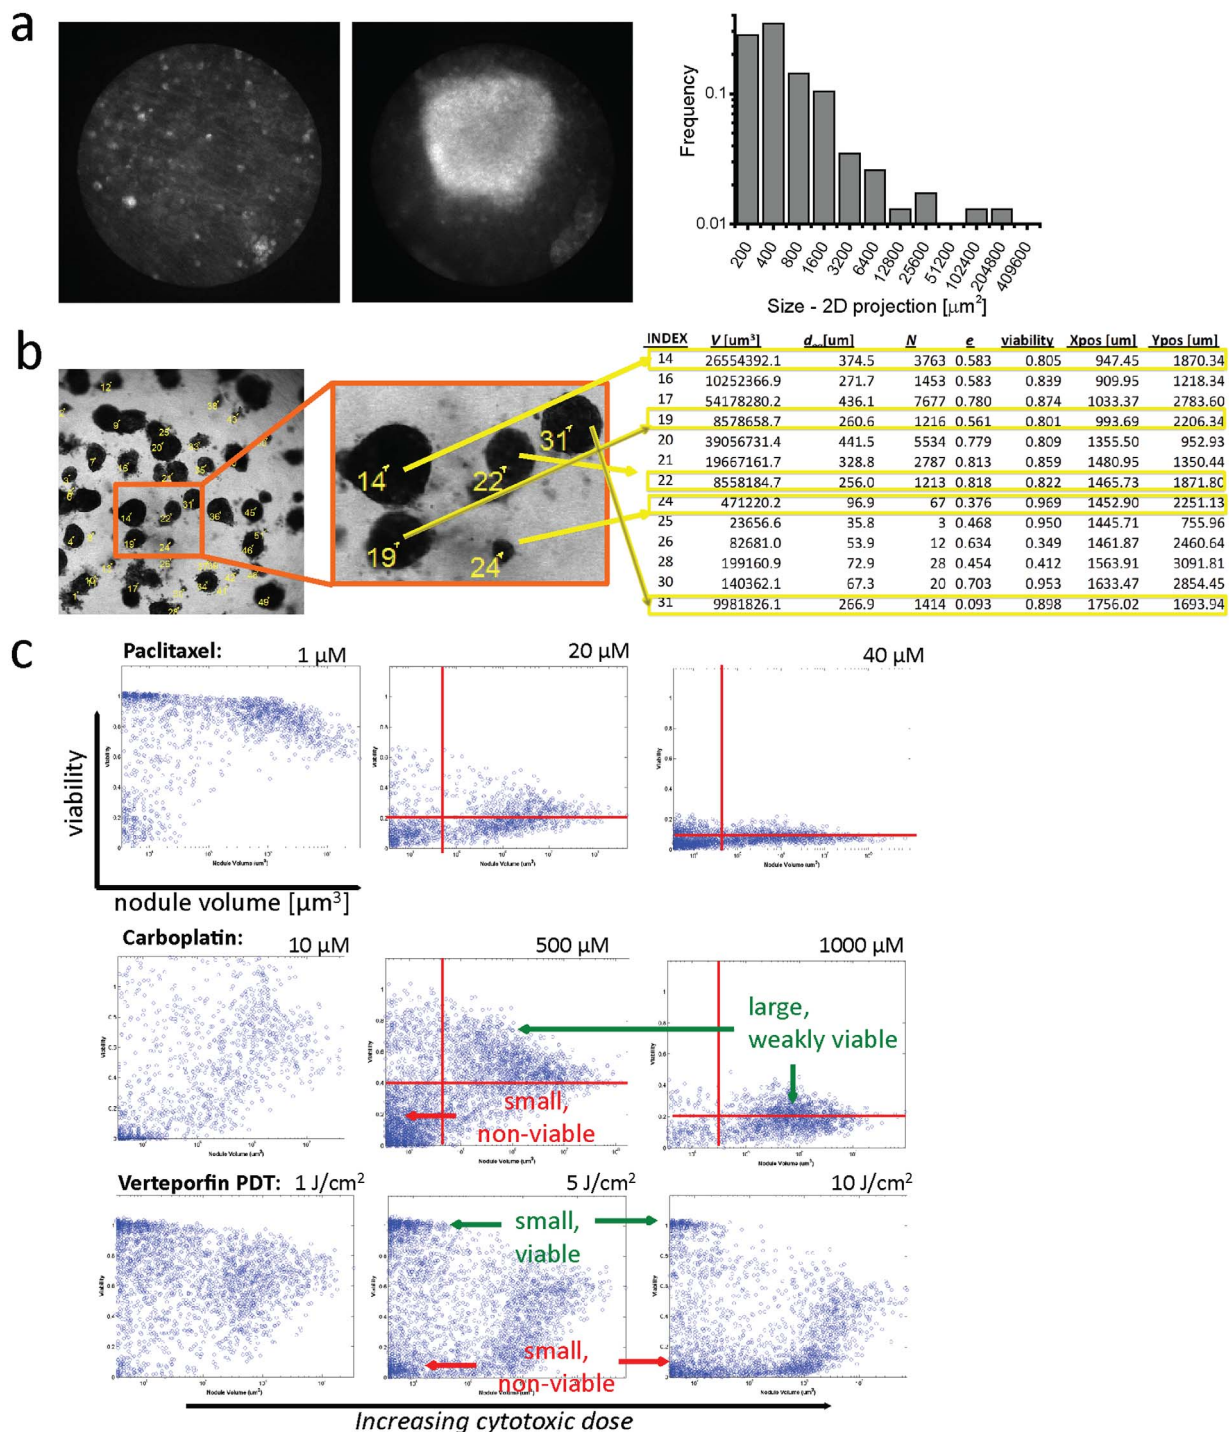 a
Frequency
0.1
0.01
200
400
800
1600
3200
6400
12800
25600
51200
102400
204800
409600
Size - 2D projection [μm²]
b
14
22
31
19
24
INDEX V [um³] d [um] N e viability Xpos [um] Ypos [um]
14 26554392.1 374.5 3763 0.583 0.805 947.45 1870.34
16 10252366.9 271.7 1453 0.583 0.839 909.95 1218.34
17 54178280.2 436.1 7677 0.780 0.874 1033.37 2783.60
19 8578658.7 260.6 1216 0.561 0.801 993.69 2206.34
20 39056731.4 441.5 5534 0.779 0.809 1355.50 952.93
21 19667161.7 328.8 2787 0.813 0.859 1480.95 1350.44
22 8558184.7 256.0 1213 0.818 0.822 1465.73 1871.80
24 471220.2 96.9 67 0.376 0.969 1452.90 2251.13
25 23656.6 35.8 3 0.468 0.950 1445.71 755.96
26 82681.0 53.9 12 0.634 0.349 1461.87 2460.64
28 199160.9 72.9 28 0.454 0.412 1563.91 3091.81
30 140362.1 67.3 20 0.703 0.953 1633.47 2854.45
31 9981826.1 266.9 1414 0.093 0.898 1756.02 1693.94
c
Paclitaxel: 1 μM 20 μM 40 μM
viability
nodule volume [μm³]
Carboplatin: 10 μM 500 μM 1000 μM
large,
weakly viable
small,
non-viable
Verteporfin PDT: 1 J/cm² 5 J/cm² 10 J/cm²
small,
viable
small,
non-viable
Increasing cytotoxic dose